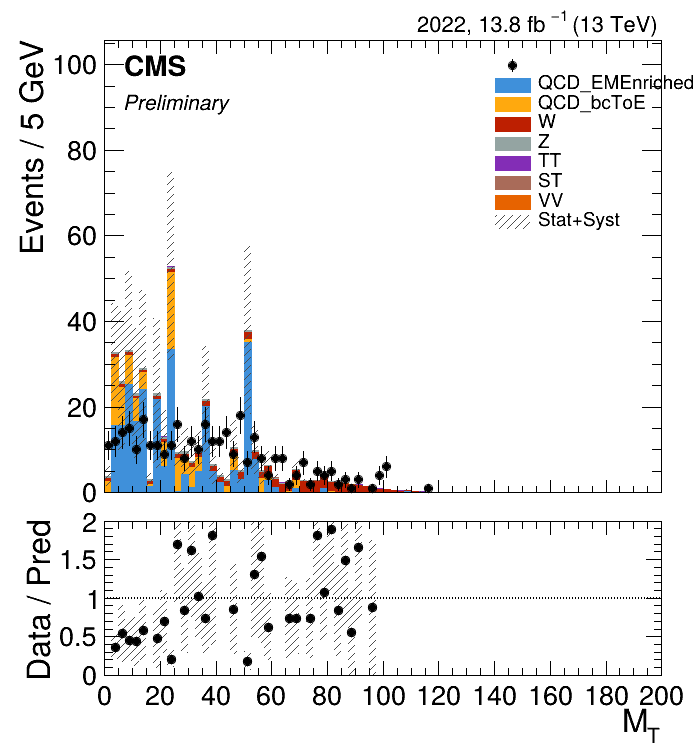 2022, 13.8 fb⁻¹ (13 TeV)
Events / 5 GeV
100
80
60
40
20
0
CMS
Preliminary
QCD_EMEnriched
QCD_bcToE
W
Z
TT
ST
VV
Stat+Syst
Data / Pred
2
1.5
1
0.5
0
0 20 40 60 80 100 120 140 160 180 200
M_T